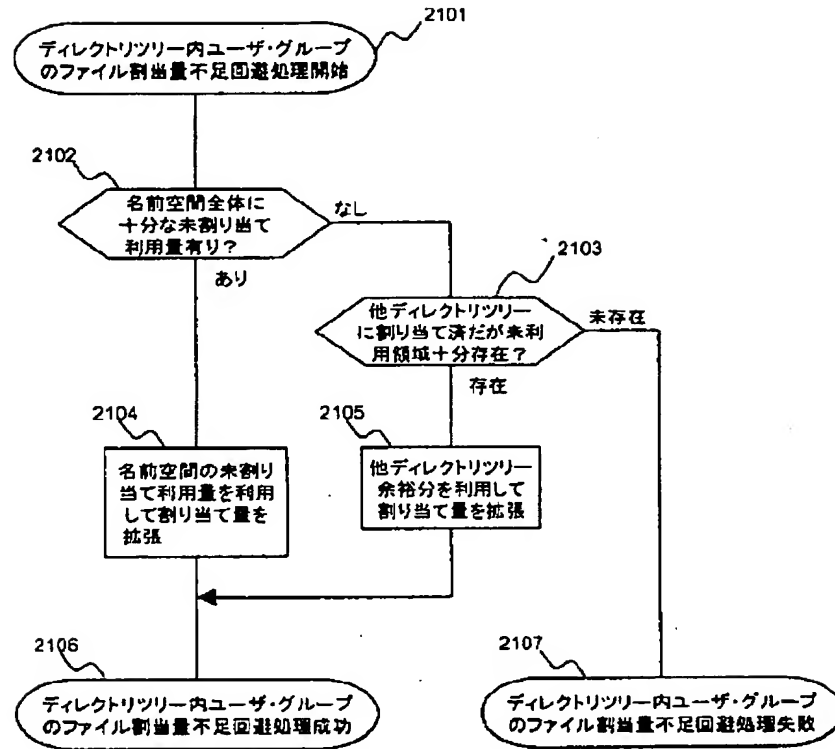 2101
ディレクトリツリー内ユーザ・グループ
のファイル割当量不足回避処理開始
2102
名前空間全体に
十分な未割り当て
利用量有り？
なし
あり
2103
他ディレクトリツリー
に割り当て済だが未利
用領域十分存在？
未存在
存在
2104
名前空間の未割り
当て利用量を利用
して割り当て量を
拡張
2105
他ディレクトリツリー
余裕分を利用して
割り当て量を拡張
2106
ディレクトリツリー内ユーザ・グループ
のファイル割当量不足回避処理成功
2107
ディレクトリツリー内ユーザ・グループ
のファイル割当量不足回避処理失敗